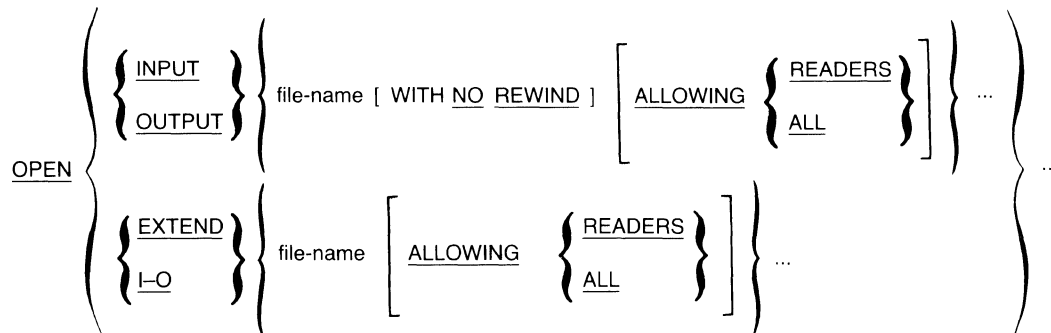 INPUT
OUTPUT
file-name [ WITH NO REWIND ] [ ALLOWING { READERS
ALL } ] ...
OPEN ...
EXTEND
I–O
file-name [ ALLOWING { READERS
ALL } ] ...